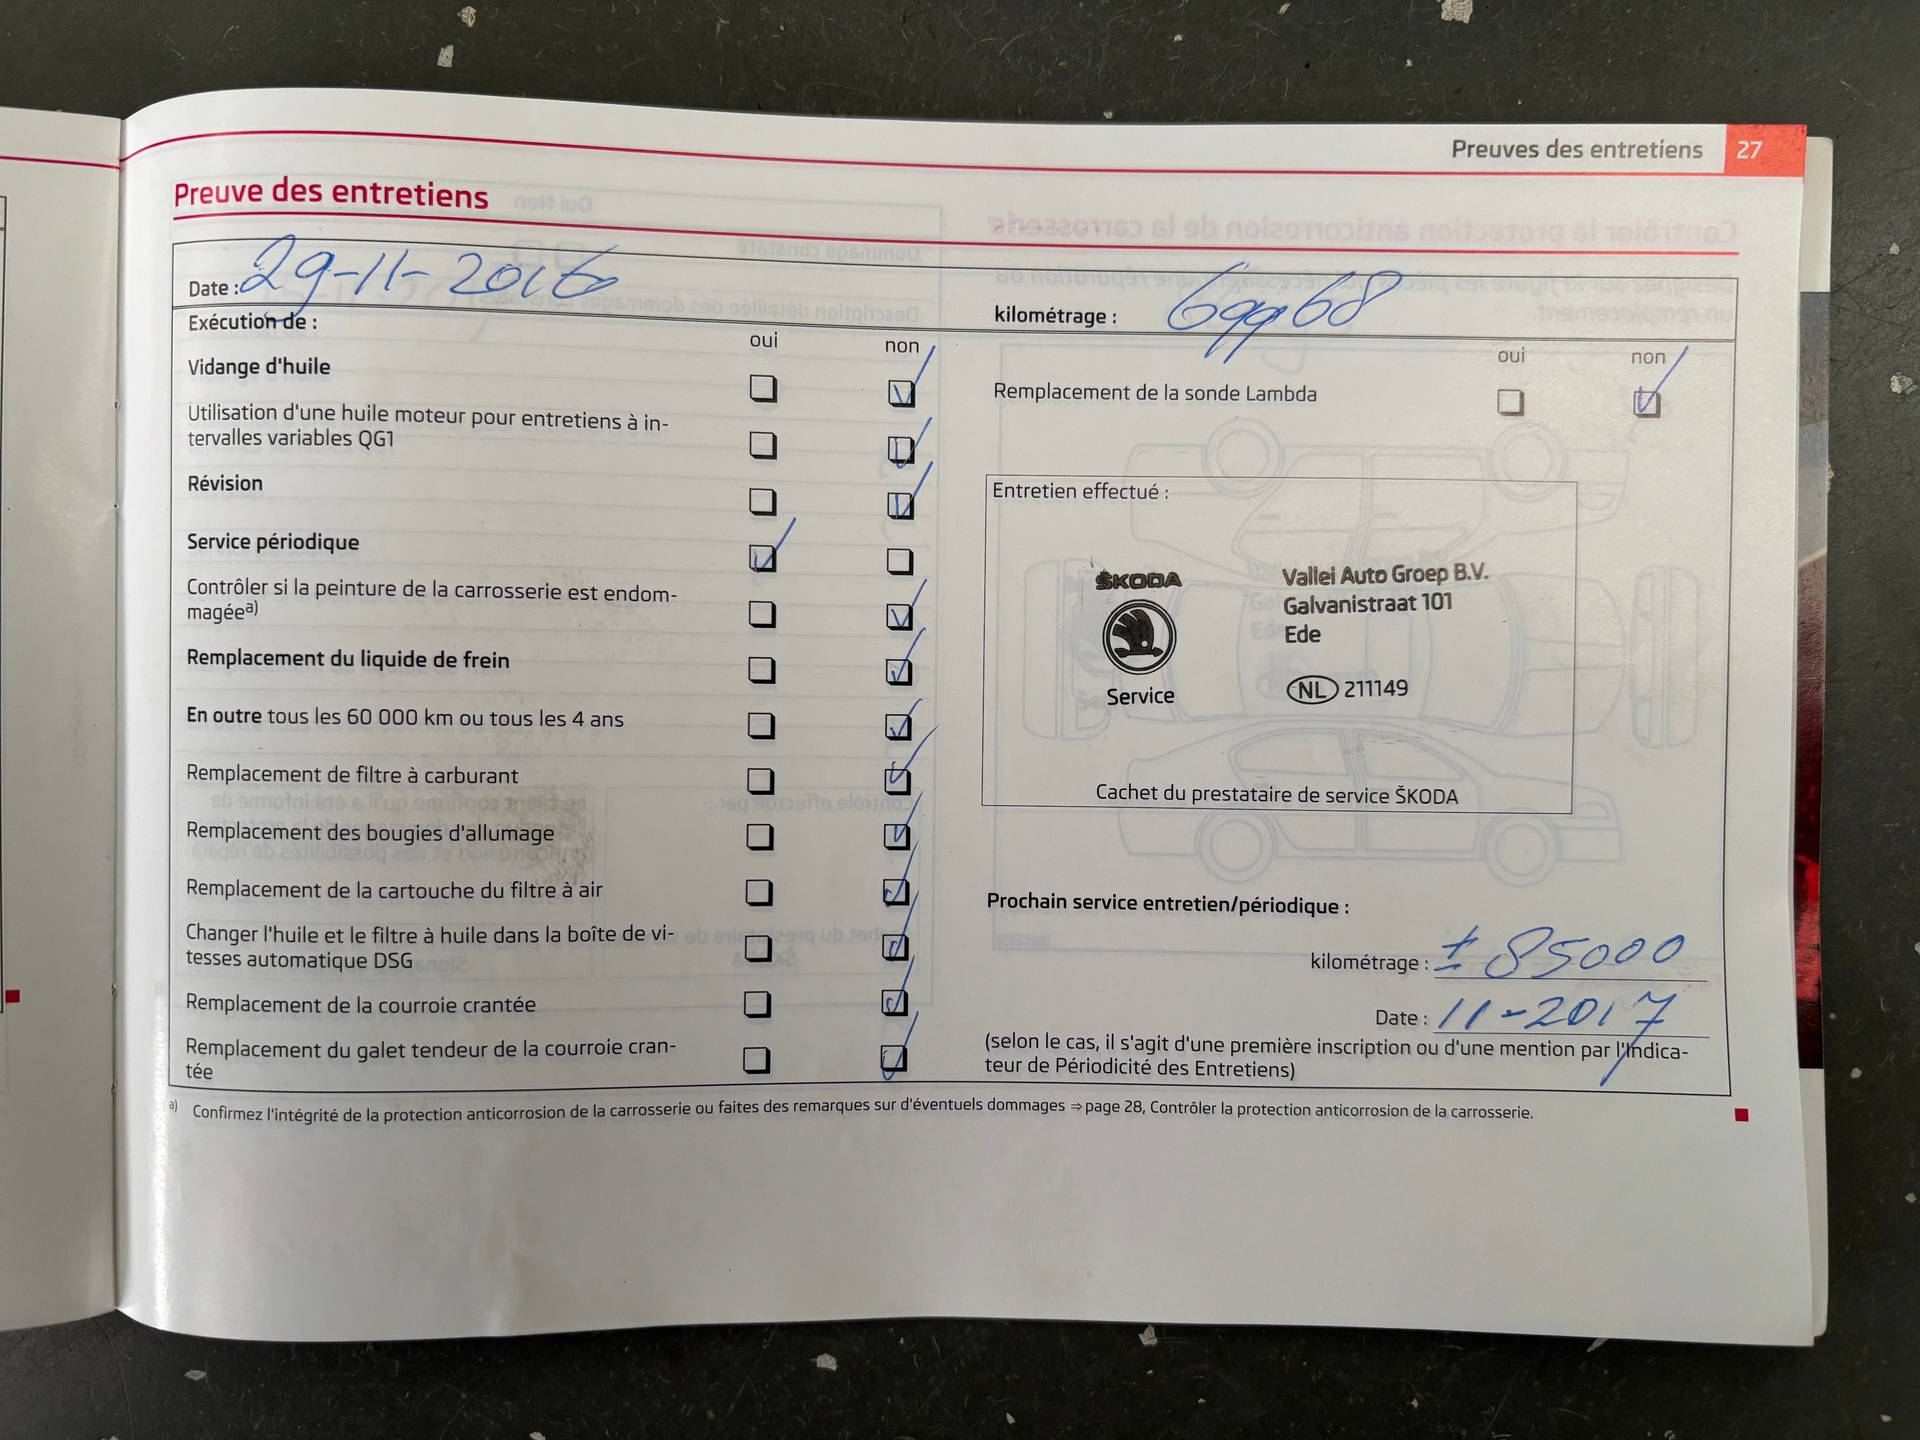 Preuves des entretiens 27
Preuve des entretiens
Date : 29-11-2016
kilométrage : 69968
Exécution de :
oui non
Vidange d'huile
Utilisation d'une huile moteur pour entretiens à in-
tervalles variables QG1
Révision
Service périodique
Contrôler si la peinture de la carrosserie est endom-
magéea)
Remplacement du liquide de frein
En outre tous les 60 000 km ou tous les 4 ans
Remplacement de filtre à carburant
Remplacement des bougies d'allumage
Remplacement de la cartouche du filtre à air
Changer l'huile et le filtre à huile dans la boîte de vi-
tesses automatique DSG
Remplacement de la courroie crantée
Remplacement du galet tendeur de la courroie cran-
tée
oui non
Remplacement de la sonde Lambda
Entretien effectué :
ŠKODA
Service
Vallei Auto Groep B.V.
Galvanistraat 101
Ede
NL 211149
Cachet du prestataire de service ŠKODA
Prochain service entretien/périodique :
kilométrage : ± 85000
Date : 11-2017
(selon le cas, il s'agit d'une première inscription ou d'une mention par l'Indica-
teur de Périodicité des Entretiens)
a) Confirmez l'intégrité de la protection anticorrosion de la carrosserie ou faites des remarques sur d'éventuels dommages ⇒ page 28, Contrôler la protection anticorrosion de la carrosserie.